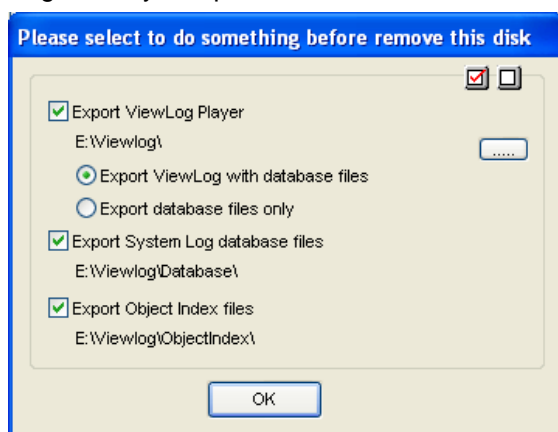 Please select to do something before remove this disk
Export ViewLog Player
E:\Viewlog\
.....
Export ViewLog with database files
Export database files only
Export System Log database files
E:\Viewlog\Database\
Export Object Index files
E:\Viewlog\ObjectIndex\
OK